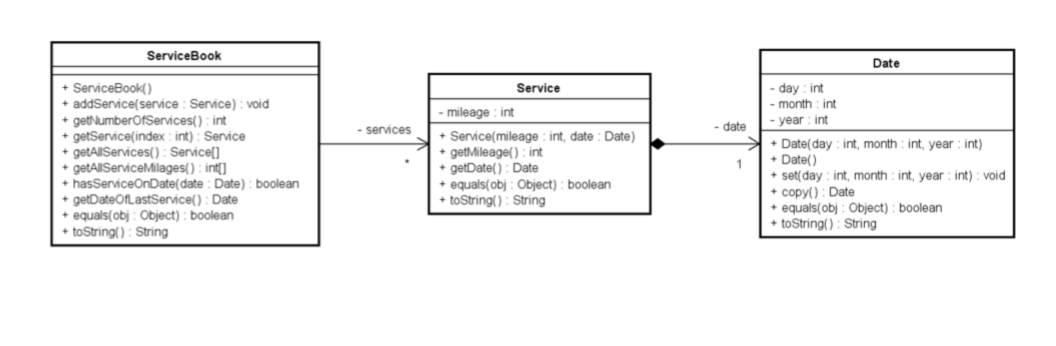 ServiceBook
+ ServiceBook()
+ addService(service : Service) : void
+ getNumberOfServices() : int
+ getService(index : int) : Service
+ getAllServices() : Service[]
+ getAllServiceMilages() : int[]
+ hasServiceOnDate(date : Date) : boolean
+ getDateOfLastService() : Date
+ equals(obj : Object) : boolean
+ toString() : String
- services
*
Service
- mileage : int
+ Service(mileage : int, date : Date)
+ getMileage() : int
+ getDate() : Date
+ equals(obj : Object) : boolean
+ toString() : String
- date
1
Date
- day : int
- month : int
- year : int
+ Date(day : int, month : int, year : int)
+ Date()
+ set(day : int, month : int, year : int) : void
+ copy() : Date
+ equals(obj : Object) : boolean
+ toString() : String